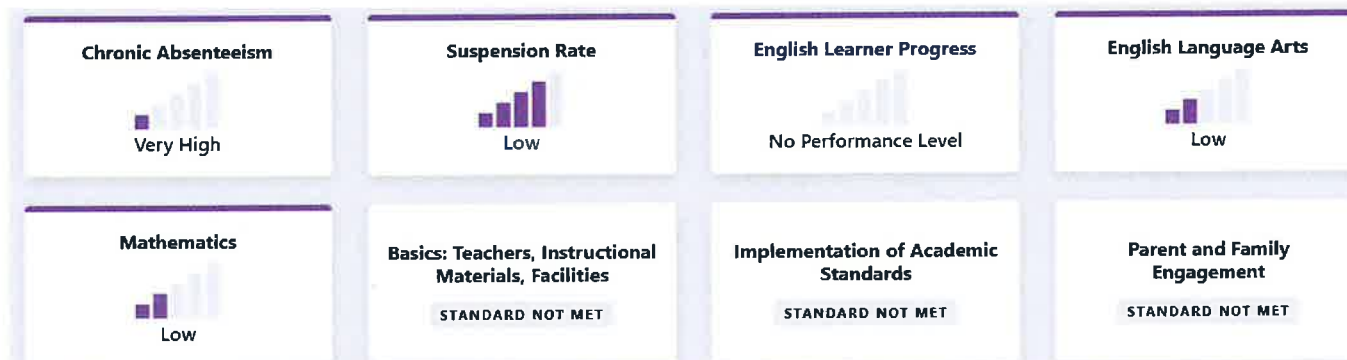 Chronic Absenteeism
Very High
Suspension Rate
Low
English Learner Progress
No Performance Level
English Language Arts
Low
Mathematics
Low
Basics: Teachers, Instructional
Materials, Facilities
STANDARD NOT MET
Implementation of Academic
Standards
STANDARD NOT MET
Parent and Family
Engagement
STANDARD NOT MET